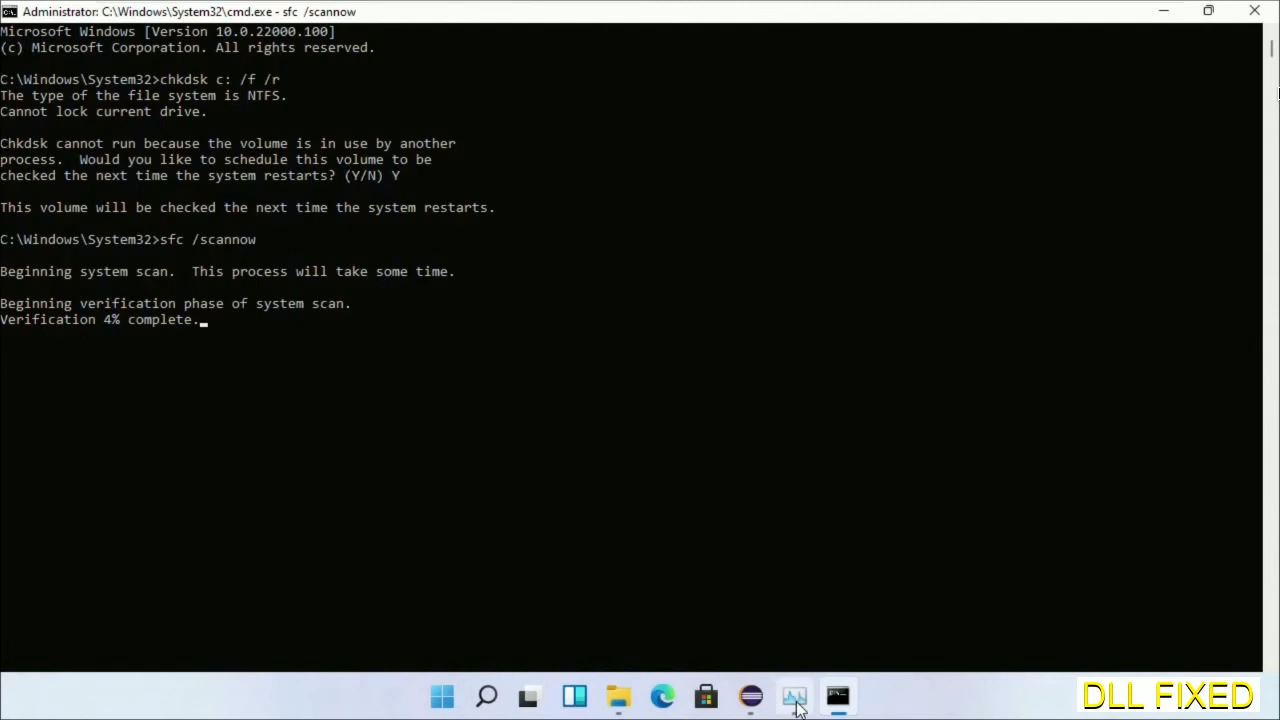 Administrator: C:\Windows\System32\cmd.exe - sfc /scannow
Microsoft Windows [Version 10.0.22000.100]
(c) Microsoft Corporation. All rights reserved.
C:\Windows\System32>chkdsk c: /f /r
The type of the file system is NTFS.
Cannot lock current drive.
Chkdsk cannot run because the volume is in use by another
process.  Would you like to schedule this volume to be
checked the next time the system restarts? (Y/N) Y
This volume will be checked the next time the system restarts.
C:\Windows\System32>sfc /scannow
Beginning system scan.  This process will take some time.
Beginning verification phase of system scan.
Verification 4% complete.
DLL FIXED